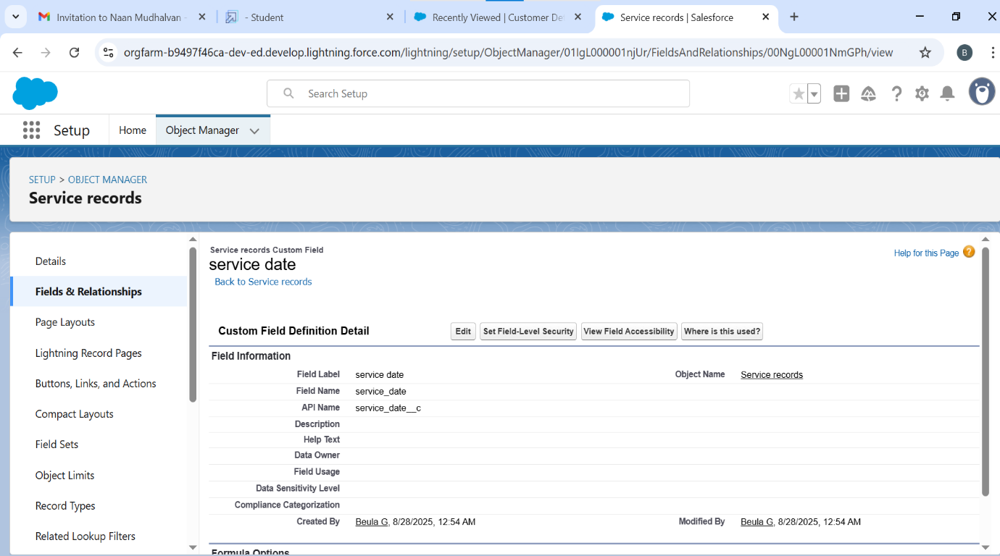 Invitation to Naan Mudhalvan -
- Student
Recently Viewed | Customer De
Service records | Salesforce
orgfarm-b9497f46ca-dev-ed.develop.lightning.force.com/lightning/setup/ObjectManager/01IgL000001njUr/FieldsAndRelationships/00NgL00001NmGPh/view
B
Search Setup
Setup
Home
Object Manager
SETUP > OBJECT MANAGER
Service records
Details
Fields & Relationships
Page Layouts
Lightning Record Pages
Buttons, Links, and Actions
Compact Layouts
Field Sets
Object Limits
Record Types
Related Lookup Filters
Service records Custom Field
service date
Help for this Page ?
Back to Service records
Custom Field Definition Detail
Edit
Set Field-Level Security
View Field Accessibility
Where is this used?
Field Information
Field Label service date Object Name Service records
Field Name service_date
API Name service_date__c
Description
Help Text
Data Owner
Field Usage
Data Sensitivity Level
Compliance Categorization
Created By Beula G, 8/28/2025, 12:54 AM Modified By Beula G, 8/28/2025, 12:54 AM
Formula Options